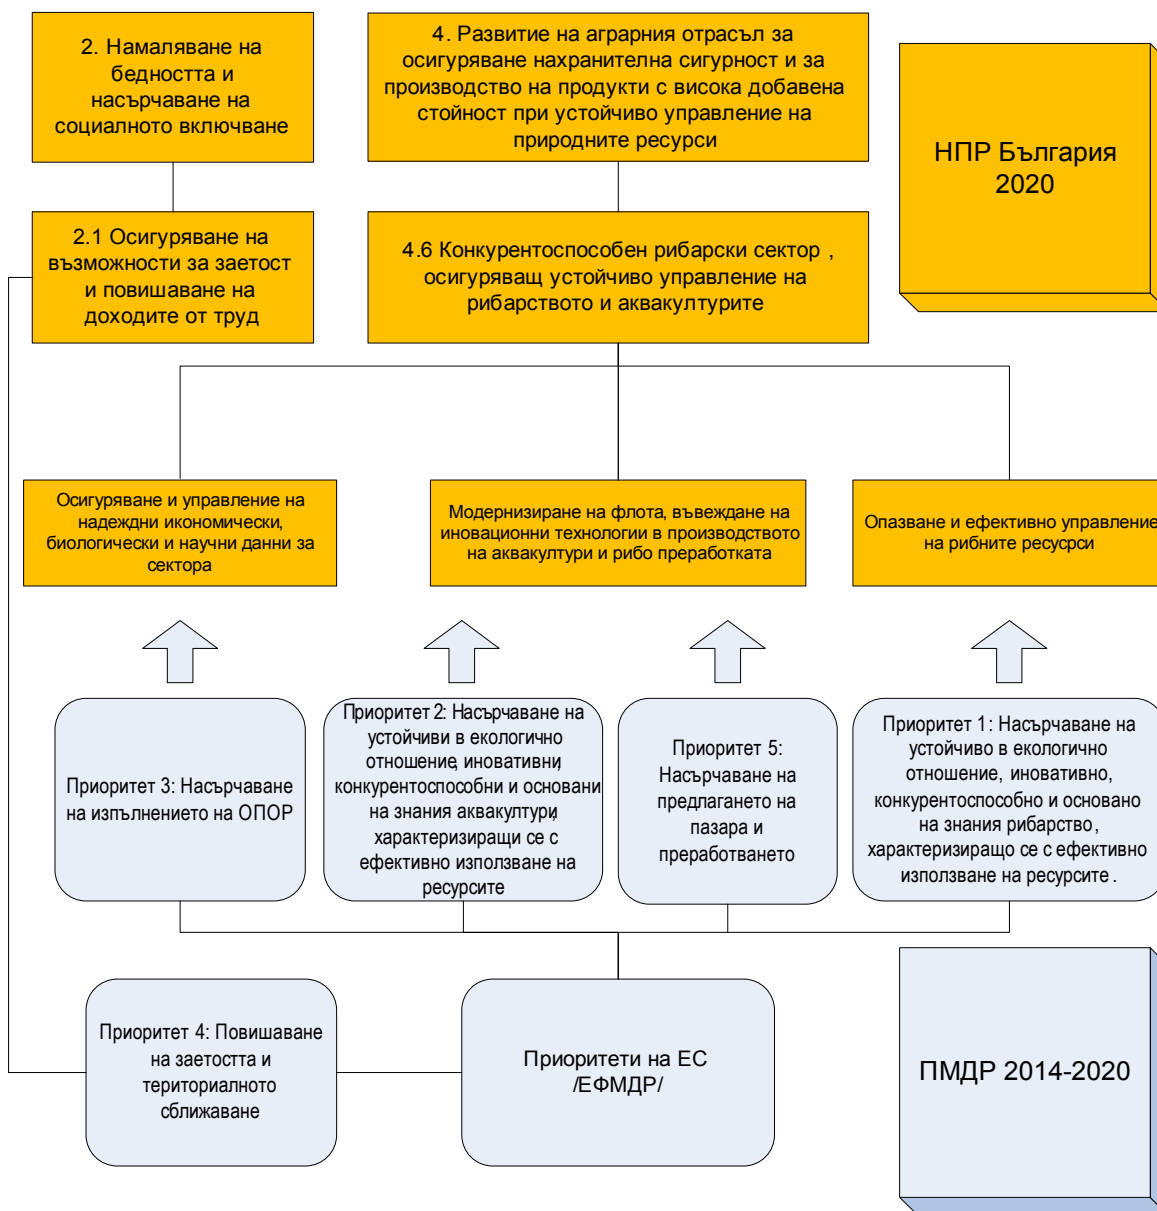 2. Намаляване на
бедността и
насърчаване на
социалното включване
4. Развитие на аграрния отрасъл за
осигуряване нахранителна сигурност и за
производство на продукти с висока добавена
стойност при устойчиво управление на
природните ресурси
НПР България
2020
2.1 Осигуряване на
възможности за заетост
и повишаване на
доходите от труд
4.6 Конкурентоспособен рибарски сектор ,
осигуряващ устойчиво управление на
рибарството и аквакултурите
Осигуряване и управление на
надеждни икономически,
биологически и научни данни за
сектора
Модернизиране на флота, въвеждане на
иновационни технологии в производството
на аквакултури и рибо преработката
Опазване и ефективно управление
на рибните ресусрси
Приоритет 3: Насърчаване
на изпълнението на ОПОР
Приоритет 2: Насърчаване на
устойчиви в екологично
отношение, иновативни,
конкурентоспособни и основани
на знания аквакултури,
характеризиращи се с
ефективно използване на
ресурсите
Приоритет 5:
Насърчаване на
предлагането на
пазара и
преработването
Приоритет 1: Насърчаване на
устойчиво в екологично
отношение, иновативно,
конкурентоспособно и основано
на знания рибарство,
характеризиращо се с ефективно
използване на ресурсите .
Приоритет 4: Повишаване
на заетостта и
териториалното
сближаване
Приоритети на ЕС
/ЕФМДР/
ПМДР 2014-2020